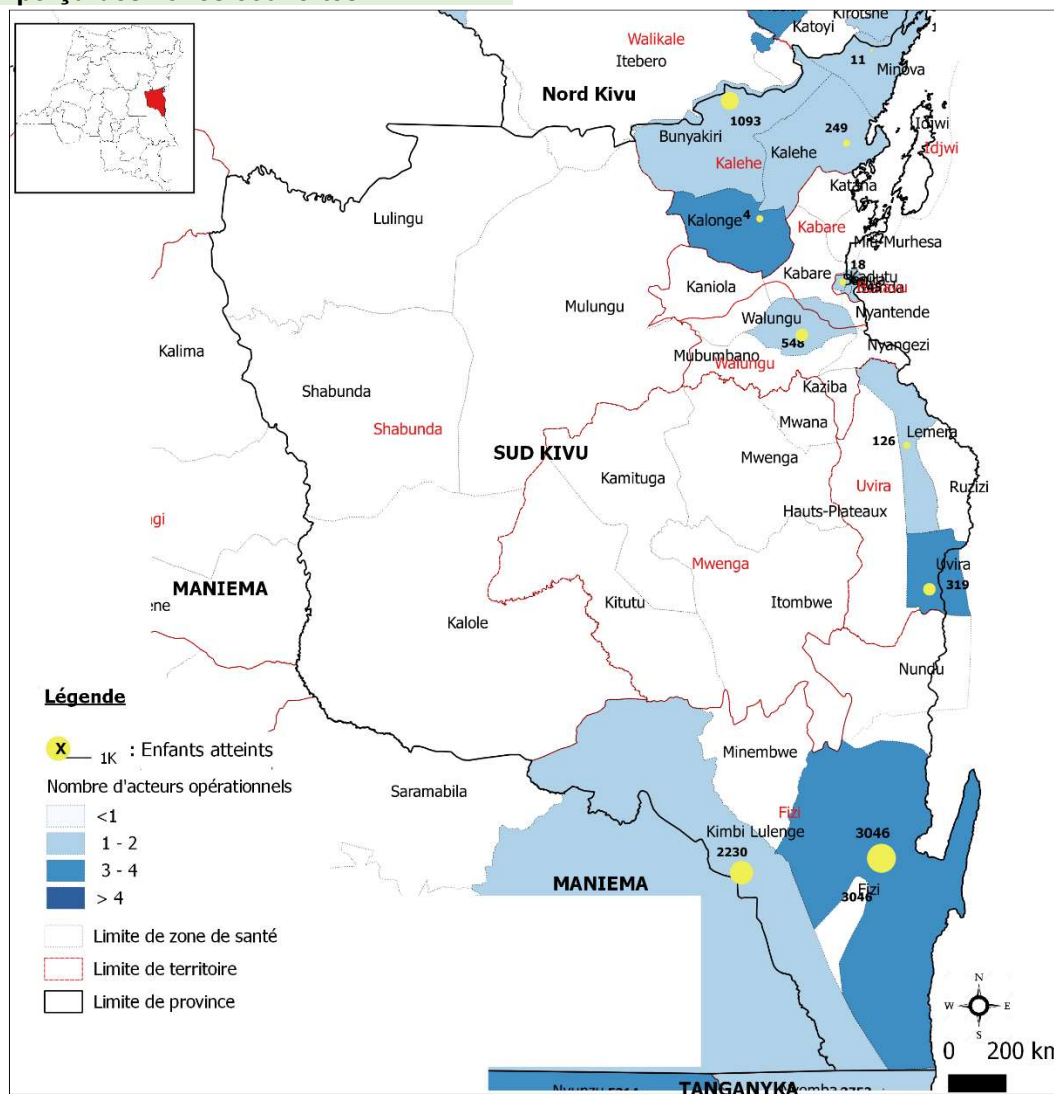 Katoyi
Kirotshe
Walikale
Itebero
11
Minova
Nord Kivu
1093
Bunyakiri
249
Idjwi
Kalehe
Kalehe
Idjwi
Katana
Lulingu
Kalonge
4
Kabare
Miti-Murhesa
18
Kabare
Kadutu
Kaniola
Mulungu
Nyantende
Walungu
548
Nyangezi
Kalima
Mubumbano
Walungu
Kaziba
Shabunda
Mwana
Shabunda
Lemera
126
SUD KIVU
Mwenga
Kamituga
Uvira
Ruzizi
Hauts-Plateaux
Mwenga
Uvira
319
MANIEMA
Kitutu
Itombwe
Kalole
Nundu
Légende
X
1K : Enfants atteints
Minembwe
Nombre d'acteurs opérationnels
Saramabila
<1
Fizi
1 - 2
Kimbi Lulenge
3046
2230
3 - 4
MANIEMA
> 4
Fizi
3046
Limite de zone de santé
Limite de territoire
Limite de province
N
W
E
S
0 200 km
TANGANYKA